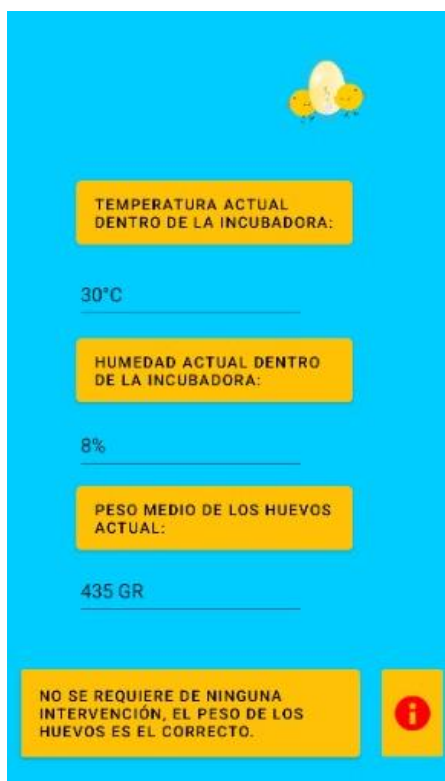 TEMPERATURA ACTUAL
DENTRO DE LA INCUBADORA:
30°C
HUMEDAD ACTUAL DENTRO
DE LA INCUBADORA:
8%
PESO MEDIO DE LOS HUEVOS
ACTUAL:
435 GR
NO SE REQUIERE DE NINGUNA
INTERVENCIÓN, EL PESO DE LOS
HUEVOS ES EL CORRECTO.